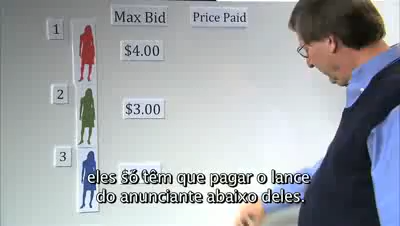 Max Bid
Price Paid
1
$4.00
2
$3.00
3
eles só têm que pagar o lance
do anunciante abaixo deles.